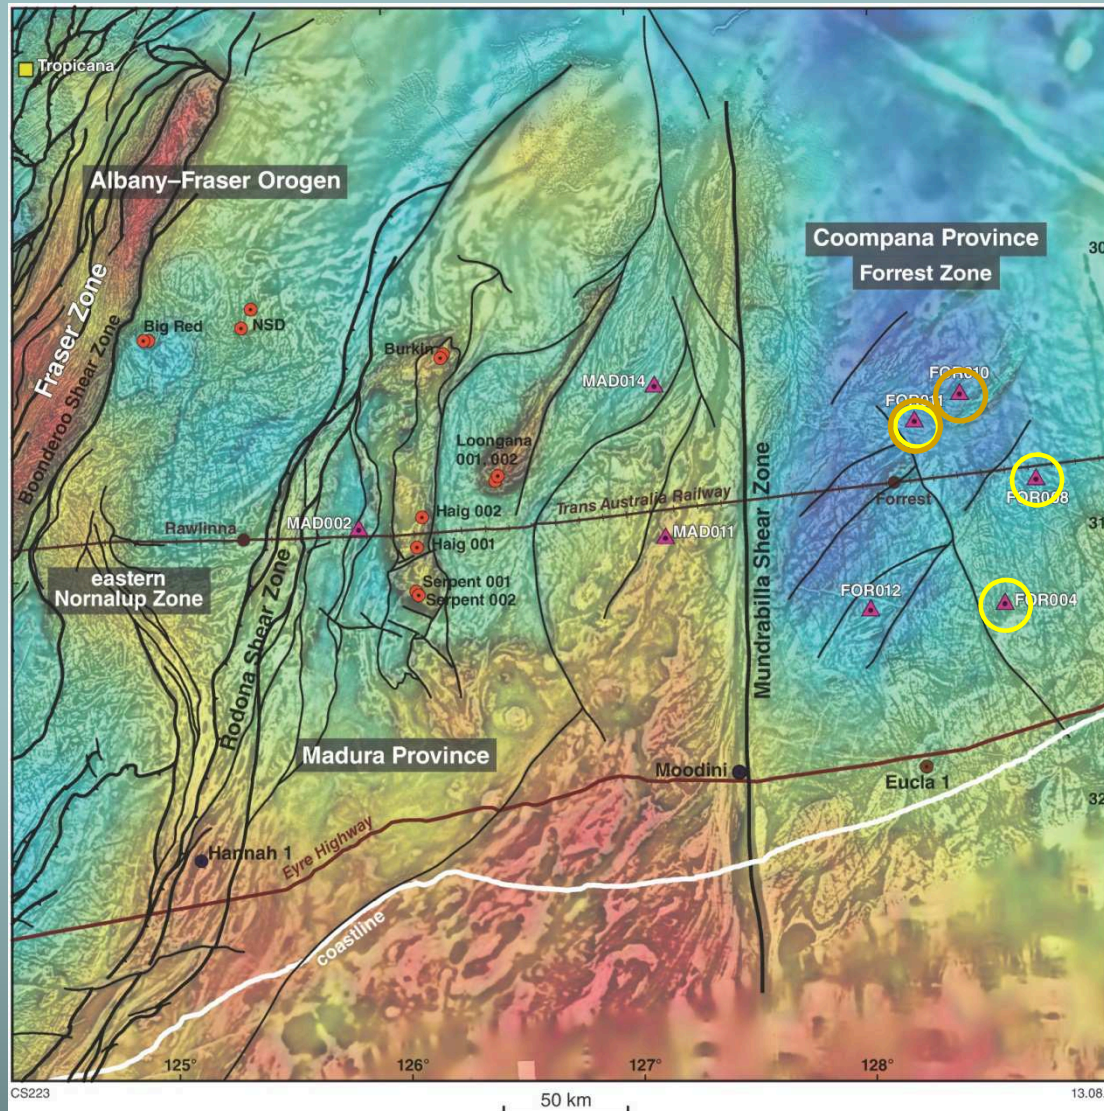 Tropicana
Albany–Fraser Orogen
Coompana Province
Forrest Zone
30
Fraser Zone
Boonderoo Shear Zone
Big Red
NSD
Burkin
MAD014
FOR010
FOR011
Loongana
001, 002
Mundrabilla Shear Zone
FOR008
Forrest
Trans Australia Railway
Haig 002
Rawlinna
MAD002
MAD011
31
Haig 001
eastern
Nornalup Zone
Rodona Shear Zone
Serpent 001
Serpent 002
FOR012
FOR004
Madura Province
Moodini
Eucla 1
32
Eyre Highway
Hannah 1
coastline
125°
126°
127°
128°
CS223
50 km
13.08.